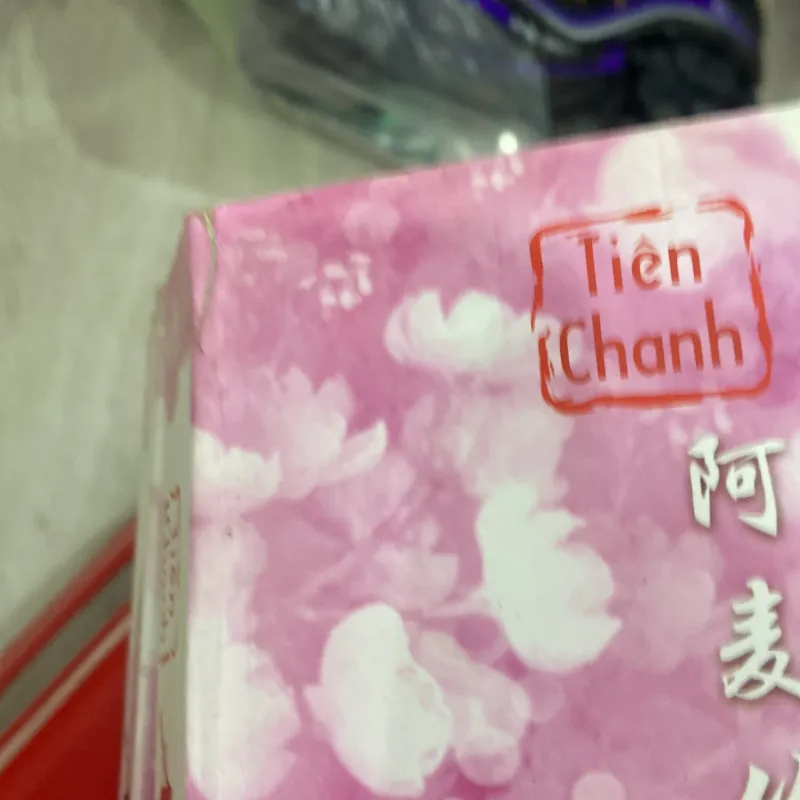 Tiên
Chanh
阿
麦